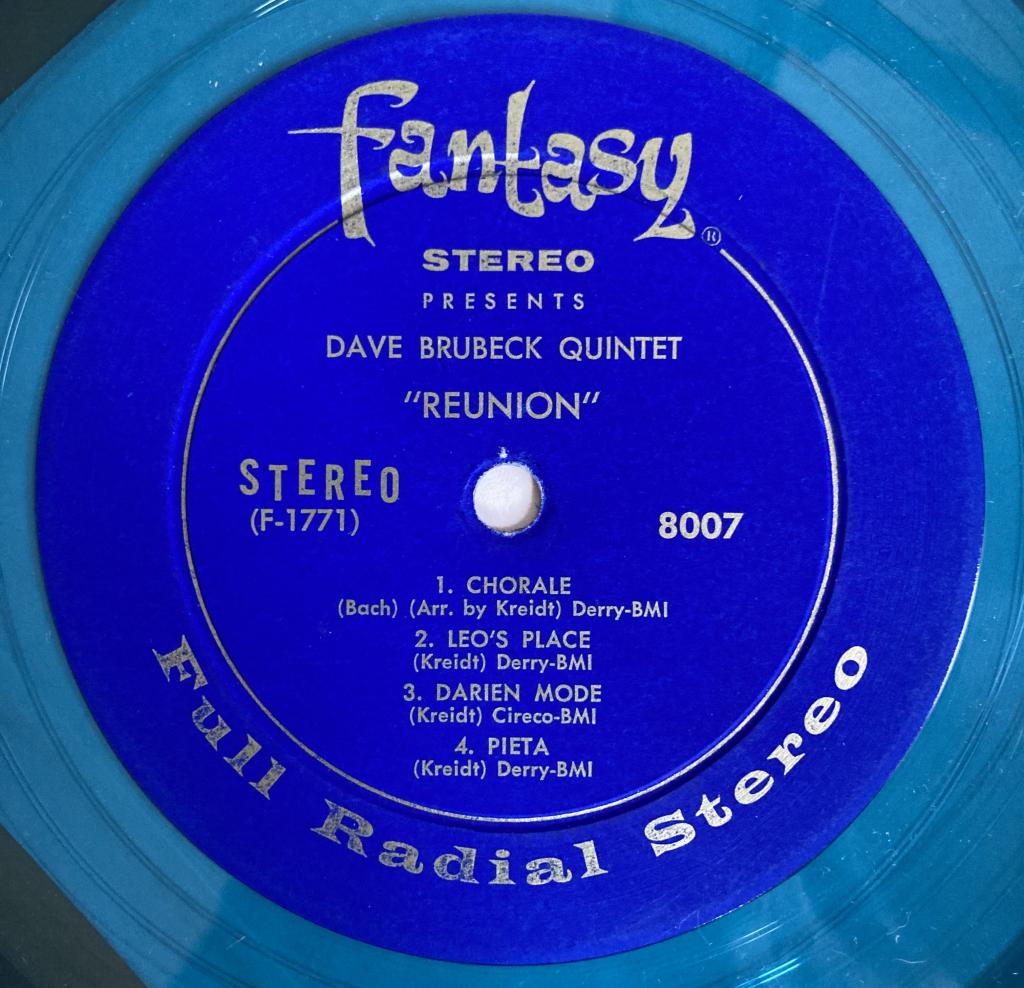 Fantasy®
STEREO
PRESENTS
DAVE BRUBECK QUINTET
"REUNION"
STEREO
(F-1771)
8007
1. CHORALE
(Bach) (Arr. by Kreidt) Derry-BMI
2. LEO'S PLACE
(Kreidt) Derry-BMI
3. DARIEN MODE
(Kreidt) Cireco-BMI
4. PIETA
(Kreidt) Derry-BMI
Full Radial Stereo